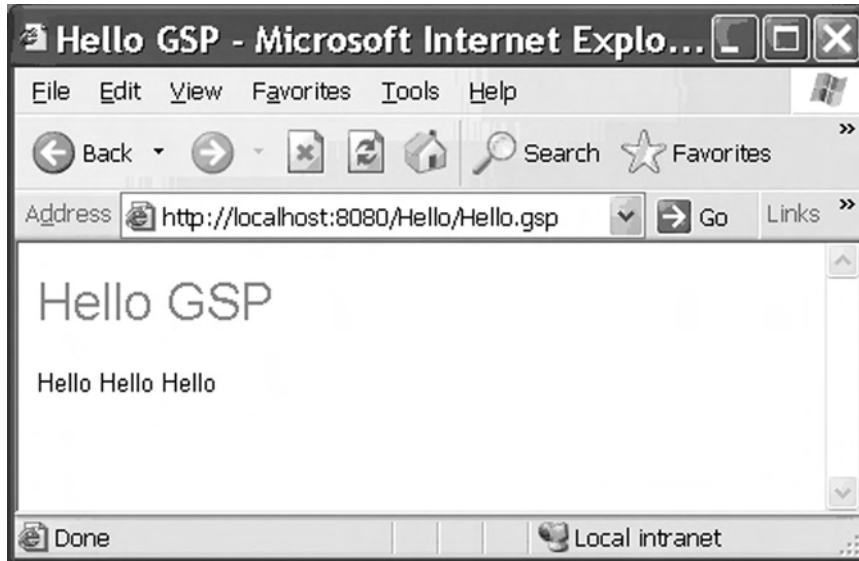 Hello GSP - Microsoft Internet Explo...
File Edit View Favorites Tools Help
Back Search Favorites »
Address http://localhost:8080/Hello/Hello.gsp Go Links »
Hello GSP
Hello Hello Hello
Done Local intranet